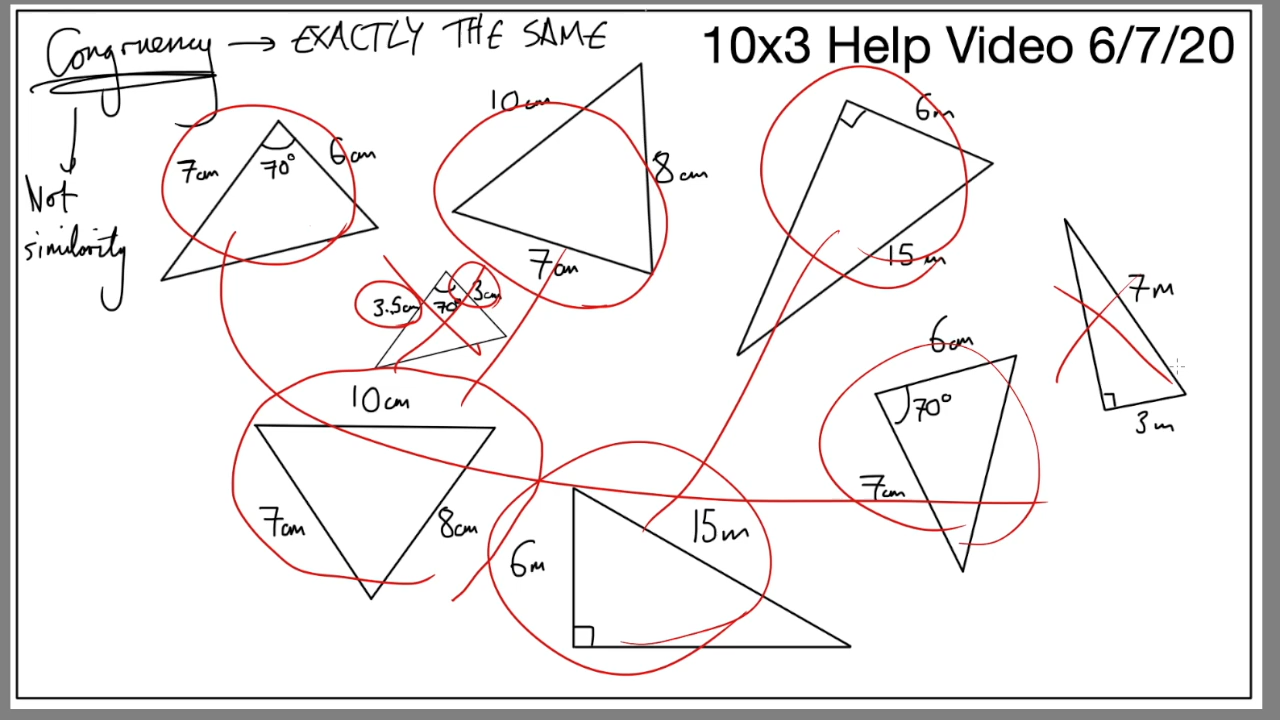 Congruency → EXACTLY THE SAME
10x3 Help Video 6/7/20
Not
similarity
7cm
70°
6cm
10cm
8cm
7cm
6m
15m
3.5cm
70°
3cm
7m
3m
10cm
7cm
8cm
6m
15m
6cm
70°
7cm